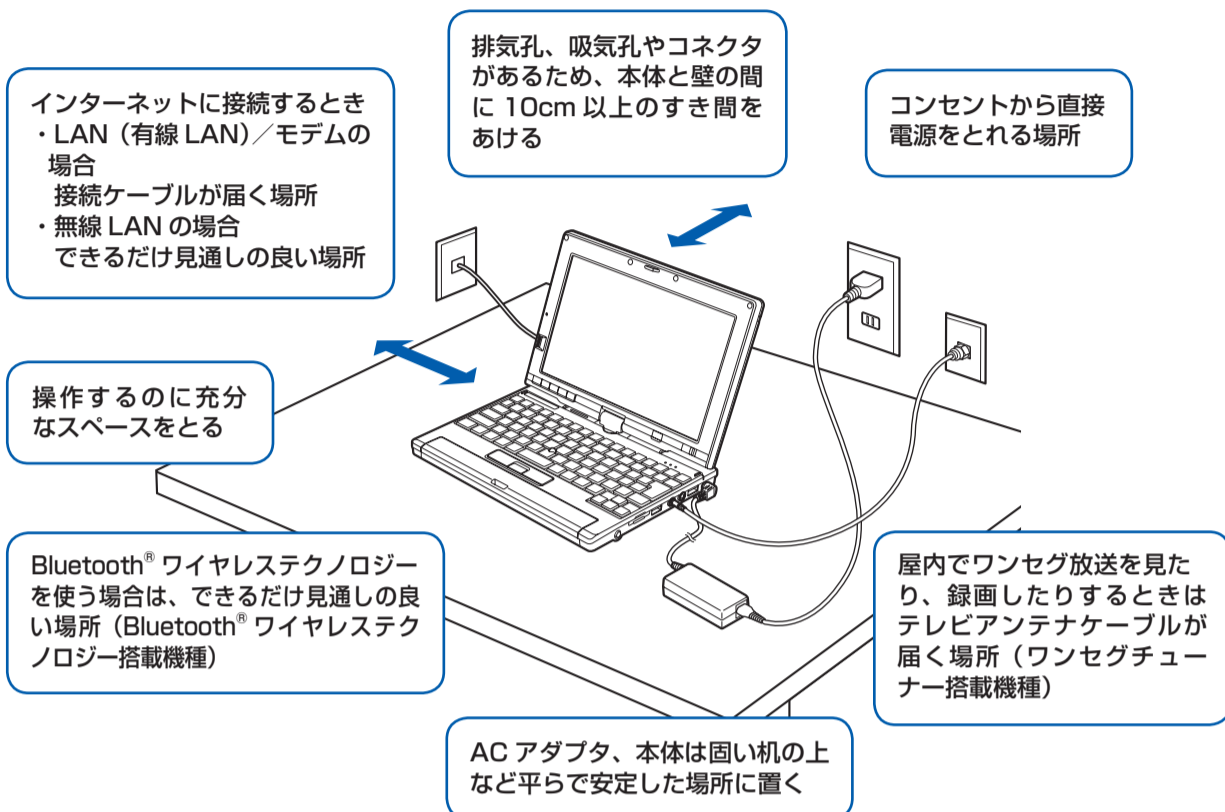 インターネットに接続するとき
・LAN（有線 LAN）／モデムの
場合
接続ケーブルが届く場所
・無線 LAN の場合
できるだけ見通しの良い場所
排気孔、吸気孔やコネクタ
があるため、本体と壁の間
に 10cm 以上のすき間を
あける
コンセントから直接
電源をとれる場所
操作するのに充分
なスペースをとる
Bluetooth® ワイヤレステクノロジー
を使う場合は、できるだけ見通しの良
い場所（Bluetooth® ワイヤレステク
ノロジー搭載機種）
屋内でワンセグ放送を見た
り、録画したりするときは
テレビアンテナケーブルが
届く場所（ワンセグチュー
ナー搭載機種）
AC アダプタ、本体は固い机の上
など平らで安定した場所に置く